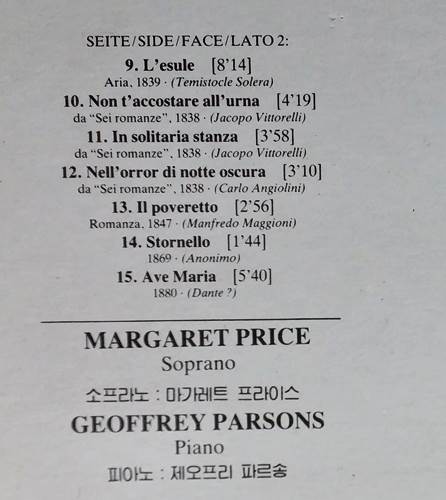 SEITE/SIDE/FACE/LATO 2:
9. L'esule [8'14]
Aria, 1839 · (Temistocle Solera)
10. Non t'accostare all'urna [4'19]
da "Sei romanze", 1838 · (Jacopo Vittorelli)
11. In solitaria stanza [3'58]
da "Sei romanze", 1838 · (Jacopo Vittorelli)
12. Nell'orror di notte oscura [3'10]
da "Sei romanze", 1838 · (Carlo Angiolini)
13. Il poveretto [2'56]
Romanza, 1847 · (Manfredo Maggioni)
14. Stornello [1'44]
1869 · (Anonimo)
15. Ave Maria [5'40]
1880 · (Dante ?)
MARGARET PRICE
Soprano
소프라노 : 마가레트 프라이스
GEOFFREY PARSONS
Piano
피아노 : 제오프리 파르송